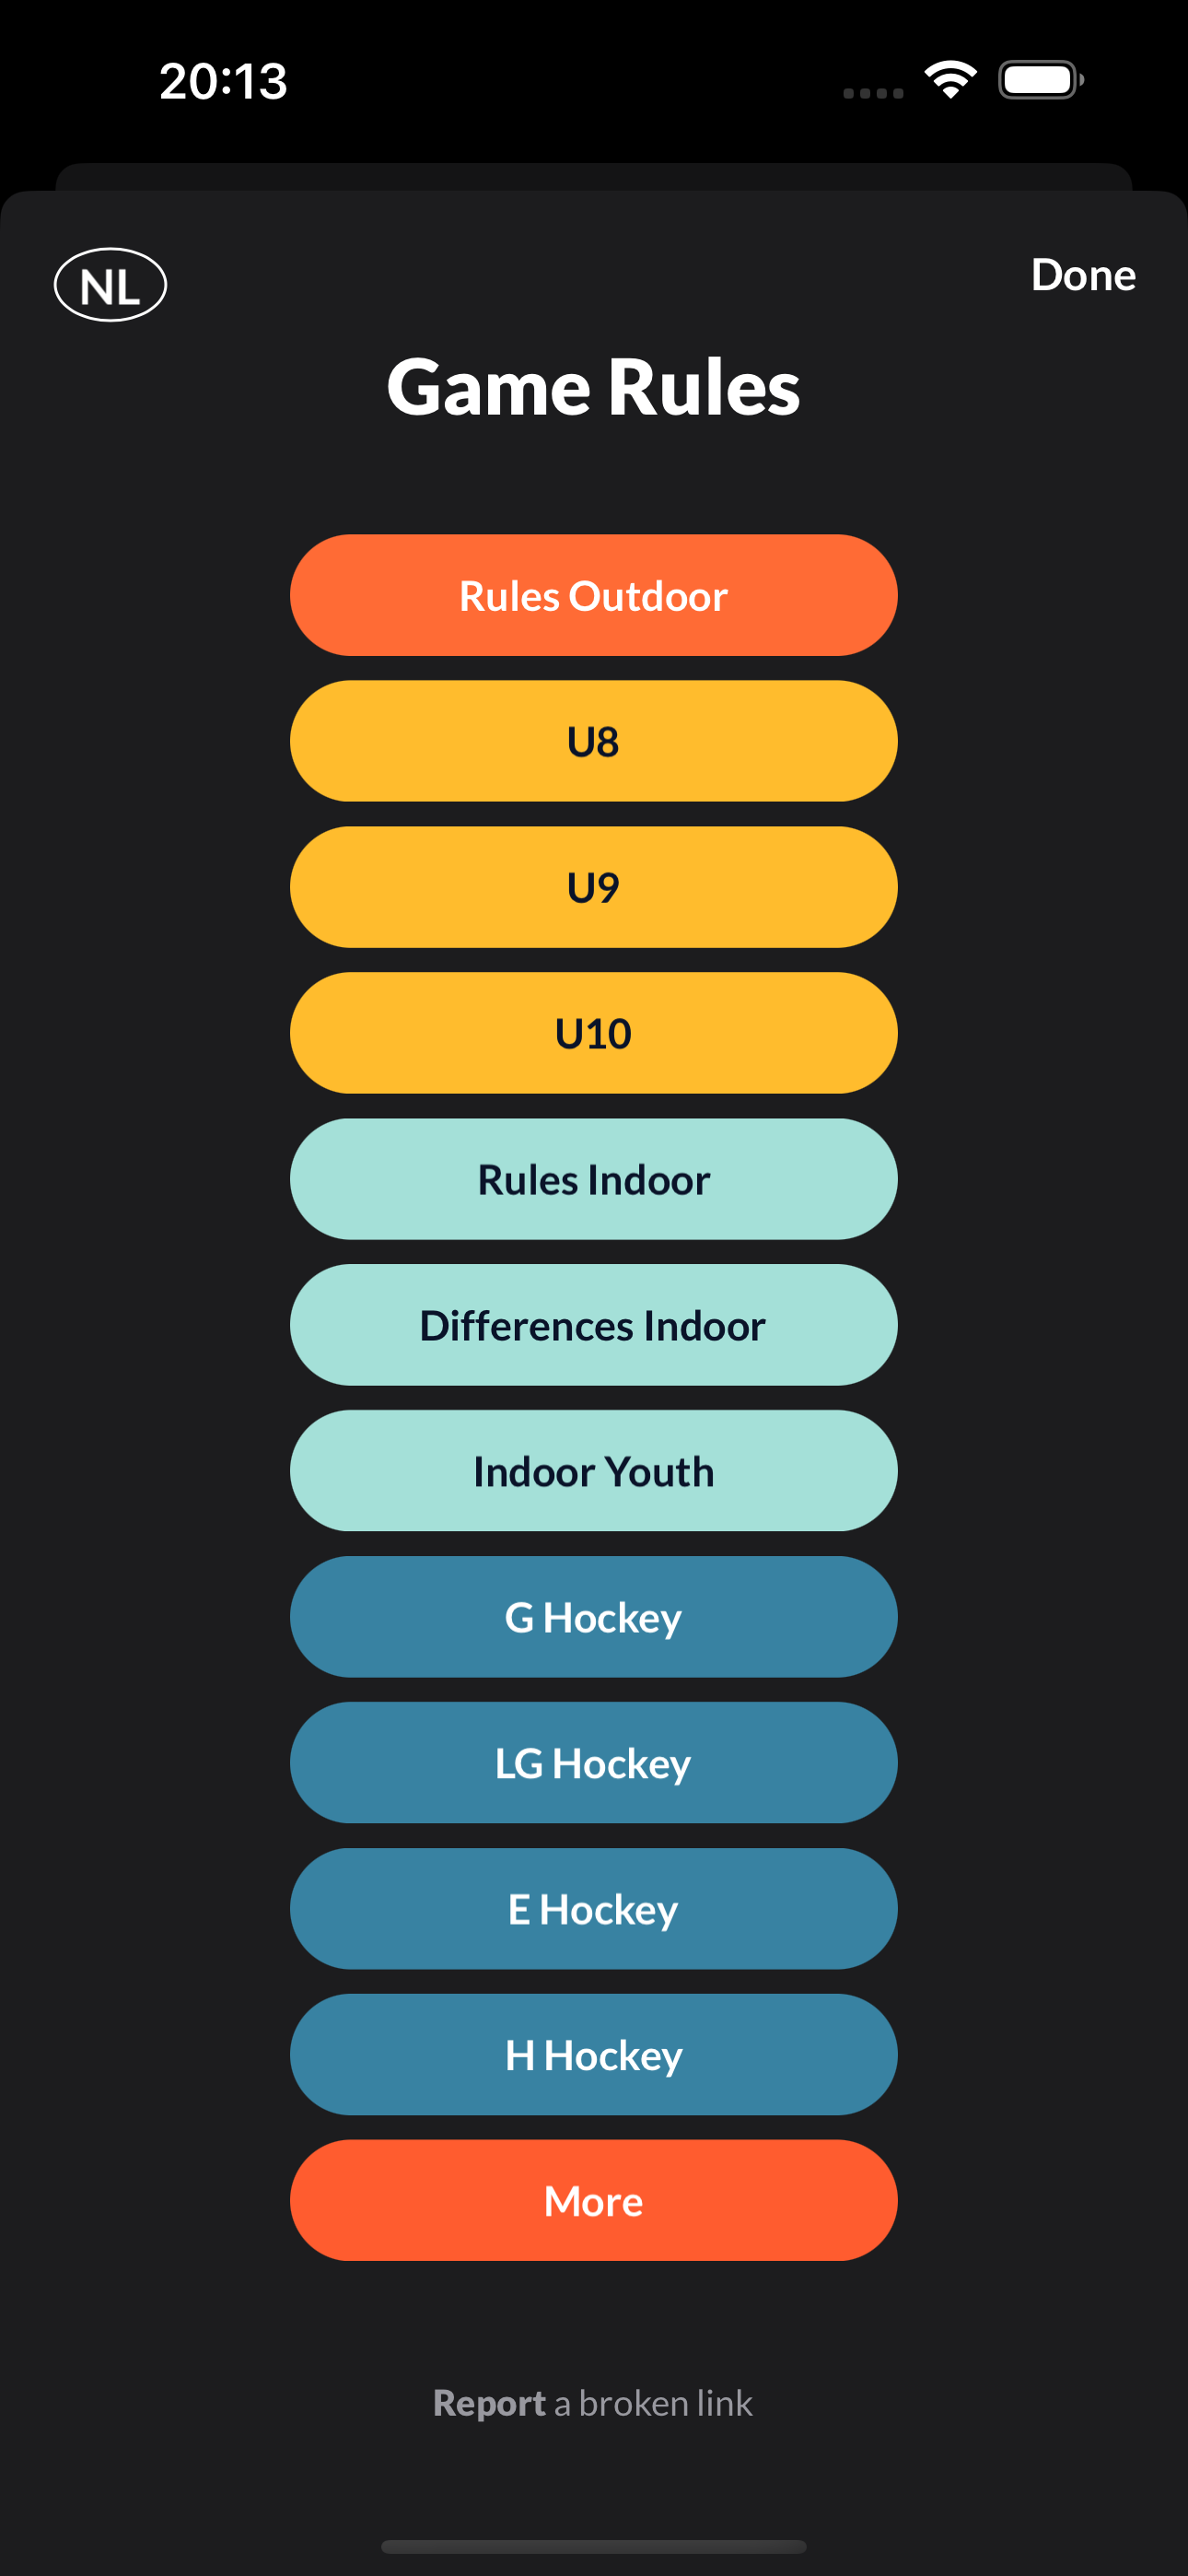 20:13
NL
Done
Game Rules
Rules Outdoor
U8
U9
U10
Rules Indoor
Differences Indoor
Indoor Youth
G Hockey
LG Hockey
E Hockey
H Hockey
More
Report a broken link